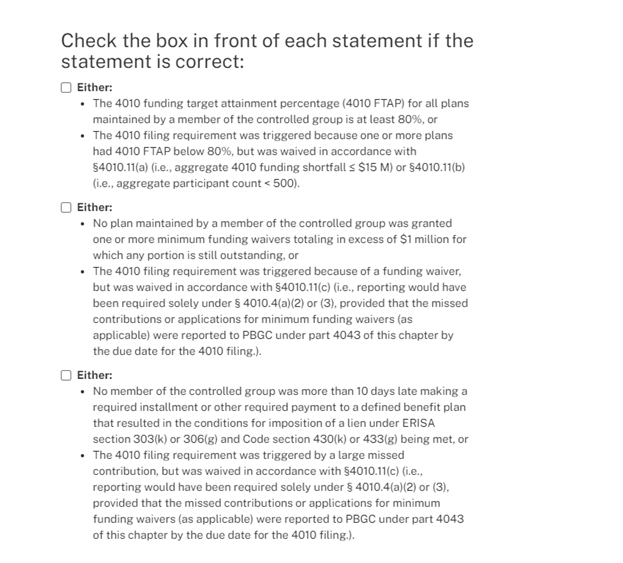 Check the box in front of each statement if the
statement is correct:
Either:
• The 4010 funding target attainment percentage (4010 FTAP) for all plans
maintained by a member of the controlled group is at least 80%, or
• The 4010 filing requirement was triggered because one or more plans
had 4010 FTAP below 80%, but was waived in accordance with
§4010.11(a) (i.e., aggregate 4010 funding shortfall ≤ $15 M) or §4010.11(b)
(i.e., aggregate participant count < 500).
Either:
• No plan maintained by a member of the controlled group was granted
one or more minimum funding waivers totaling in excess of $1 million for
which any portion is still outstanding, or
• The 4010 filing requirement was triggered because of a funding waiver,
but was waived in accordance with §4010.11(c) (i.e., reporting would have
been required solely under § 4010.4(a)(2) or (3), provided that the missed
contributions or applications for minimum funding waivers (as
applicable) were reported to PBGC under part 4043 of this chapter by
the due date for the 4010 filing.).
Either:
• No member of the controlled group was more than 10 days late making a
required installment or other required payment to a defined benefit plan
that resulted in the conditions for imposition of a lien under ERISA
section 303(k) or 306(g) and Code section 430(k) or 433(g) being met, or
• The 4010 filing requirement was triggered by a large missed
contribution, but was waived in accordance with §4010.11(c) (i.e.,
reporting would have been required solely under § 4010.4(a)(2) or (3),
provided that the missed contributions or applications for minimum
funding waivers (as applicable) were reported to PBGC under part 4043
of this chapter by the due date for the 4010 filing.).